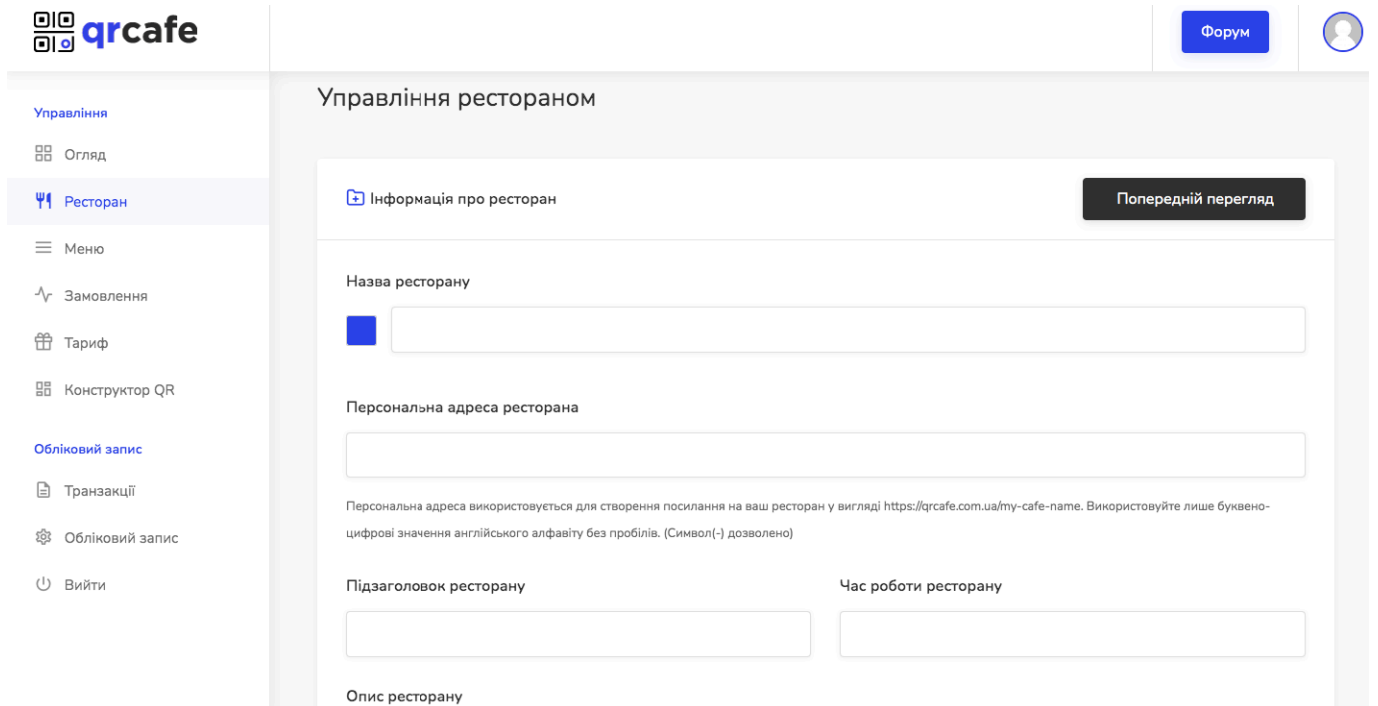 qrcafe
Форум
Управління
Огляд
Ресторан
Меню
Замовлення
Тариф
Конструктор QR
Обліковий запис
Транзакції
Обліковий запис
Вийти
Управління рестораном
Інформація про ресторан
Попередній перегляд
Назва ресторану
Персональна адреса ресторана
Персональна адреса використовується для створення посилання на ваш ресторан у вигляді https://qrcafe.com.ua/my-cafe-name. Використовуйте лише буквено-
цифрові значення англійського алфавіту без пробілів. (Символ(-) дозволено)
Підзаголовок ресторану
Час роботи ресторану
Опис ресторану